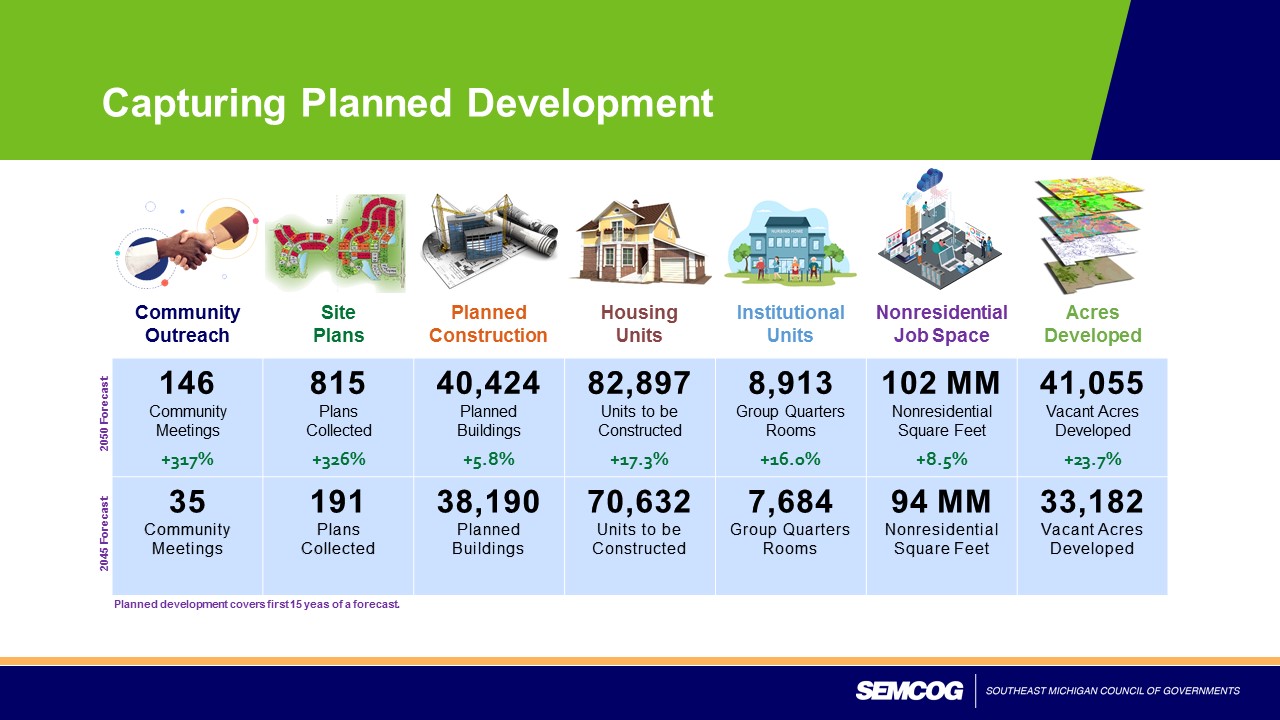 Capturing Planned Development
NURSING HOME
Community
Outreach
Site
Plans
Planned
Construction
Housing
Units
Institutional
Units
Nonresidential
Job Space
Acres
Developed
2050 Forecast
146
Community
Meetings
+317%
815
Plans
Collected
+326%
40,424
Planned
Buildings
+5.8%
82,897
Units to be
Constructed
+17.3%
8,913
Group Quarters
Rooms
+16.0%
102 MM
Nonresidential
Square Feet
+8.5%
41,055
Vacant Acres
Developed
+23.7%
2045 Forecast
35
Community
Meetings
191
Plans
Collected
38,190
Planned
Buildings
70,632
Units to be
Constructed
7,684
Group Quarters
Rooms
94 MM
Nonresidential
Square Feet
33,182
Vacant Acres
Developed
Planned development covers first 15 yeas of a forecast.
SEMCOG
SOUTHEAST MICHIGAN COUNCIL OF GOVERNMENTS